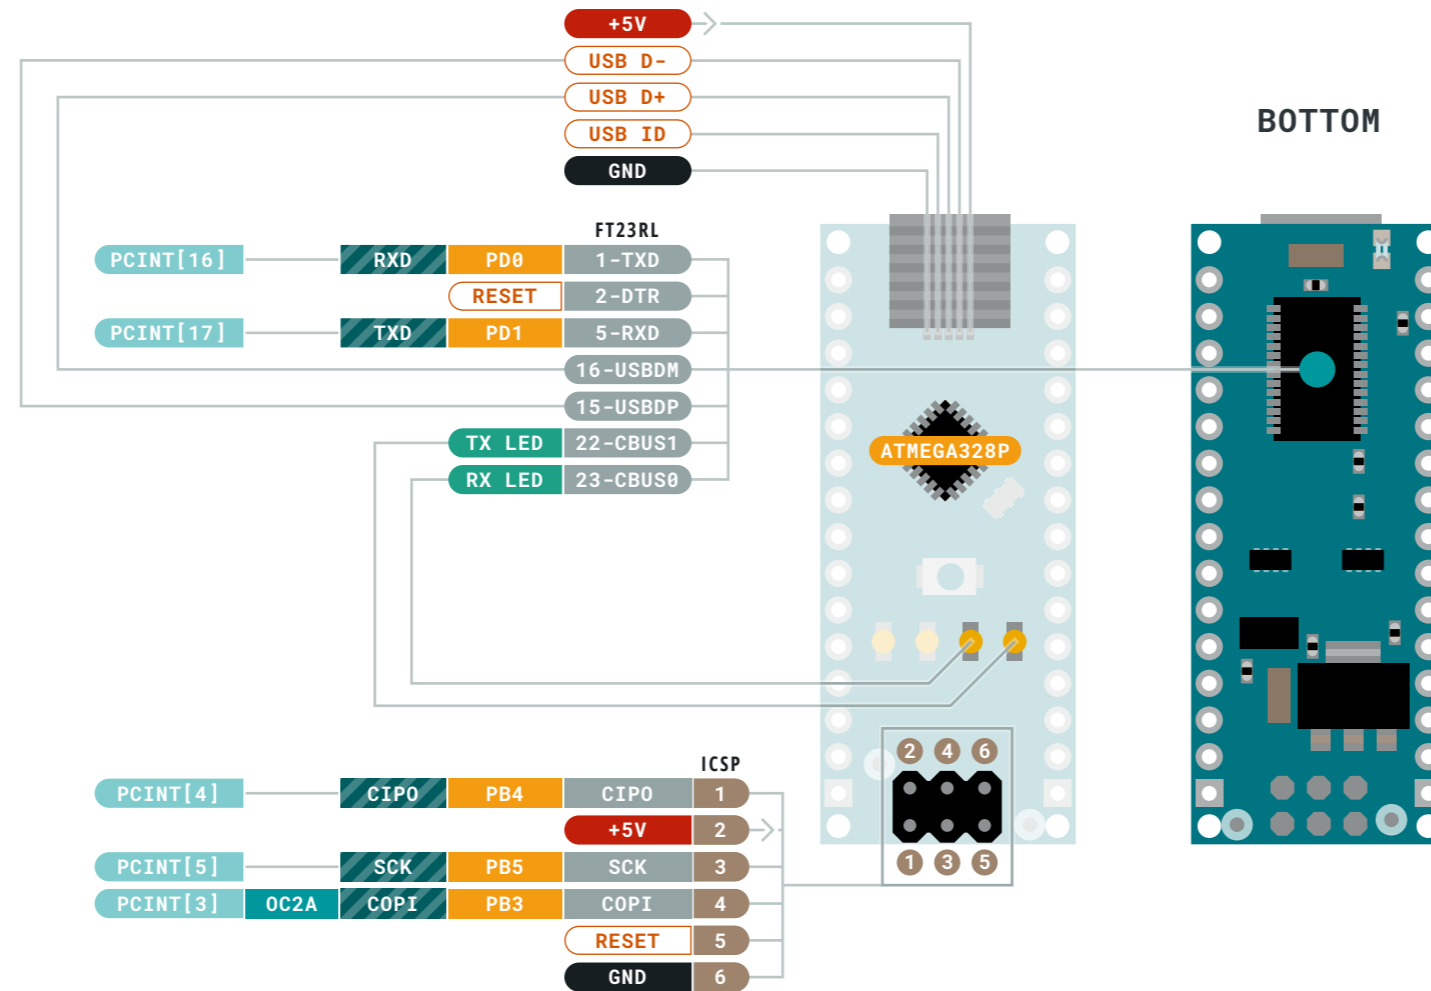 +5V
USB D-
USB D+
USB ID
GND
BOTTOM
FT23RL
PCINT[16] RXD PD0 1-TXD
RESET 2-DTR
PCINT[17] TXD PD1 5-RXD
16-USBDM
15-USBDP
TX LED 22-CBUS1
RX LED 23-CBUS0
ATMEGA328P
ICSP
PCINT[4] CIPO PB4 CIPO 1
+5V 2
PCINT[5] SCK PB5 SCK 3
PCINT[3] OC2A COPI PB3 COPI 4
RESET 5
GND 6
2 4 6
1 3 5